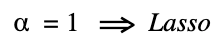 α = 1 ⟹ Lasso